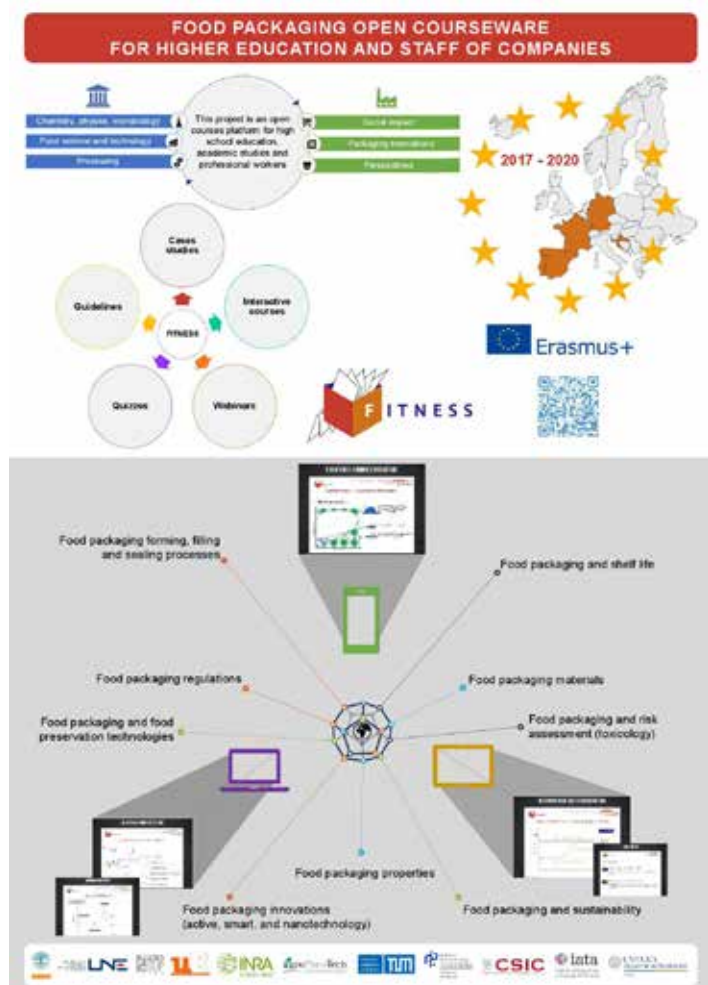 FOOD PACKAGING OPEN COURSEWARE
FOR HIGHER EDUCATION AND STAFF OF COMPANIES
Chemistry, physics, microbiology
Food science and technology
Processing
This project is an open
courses platform for high
school education,
academic studies and
professional workers
Social impact
Packaging innovations
Perspectives
2017 - 2020
Cases
studies
Guidelines
Interactive
courses
FITNESS
Quizzes
Webinars
Erasmus+
FITNESS
Food packaging forming, filling
and sealing processes
Food packaging and shelf life
Food packaging regulations
Food packaging materials
Food packaging and food
preservation technologies
Food packaging and risk
assessment (toxicology)
Food packaging properties
Food packaging innovations
(active, smart, and nanotechnology)
Food packaging and sustainability
LNE
INRA
AgroParisTech
TUM
CSIC
iata